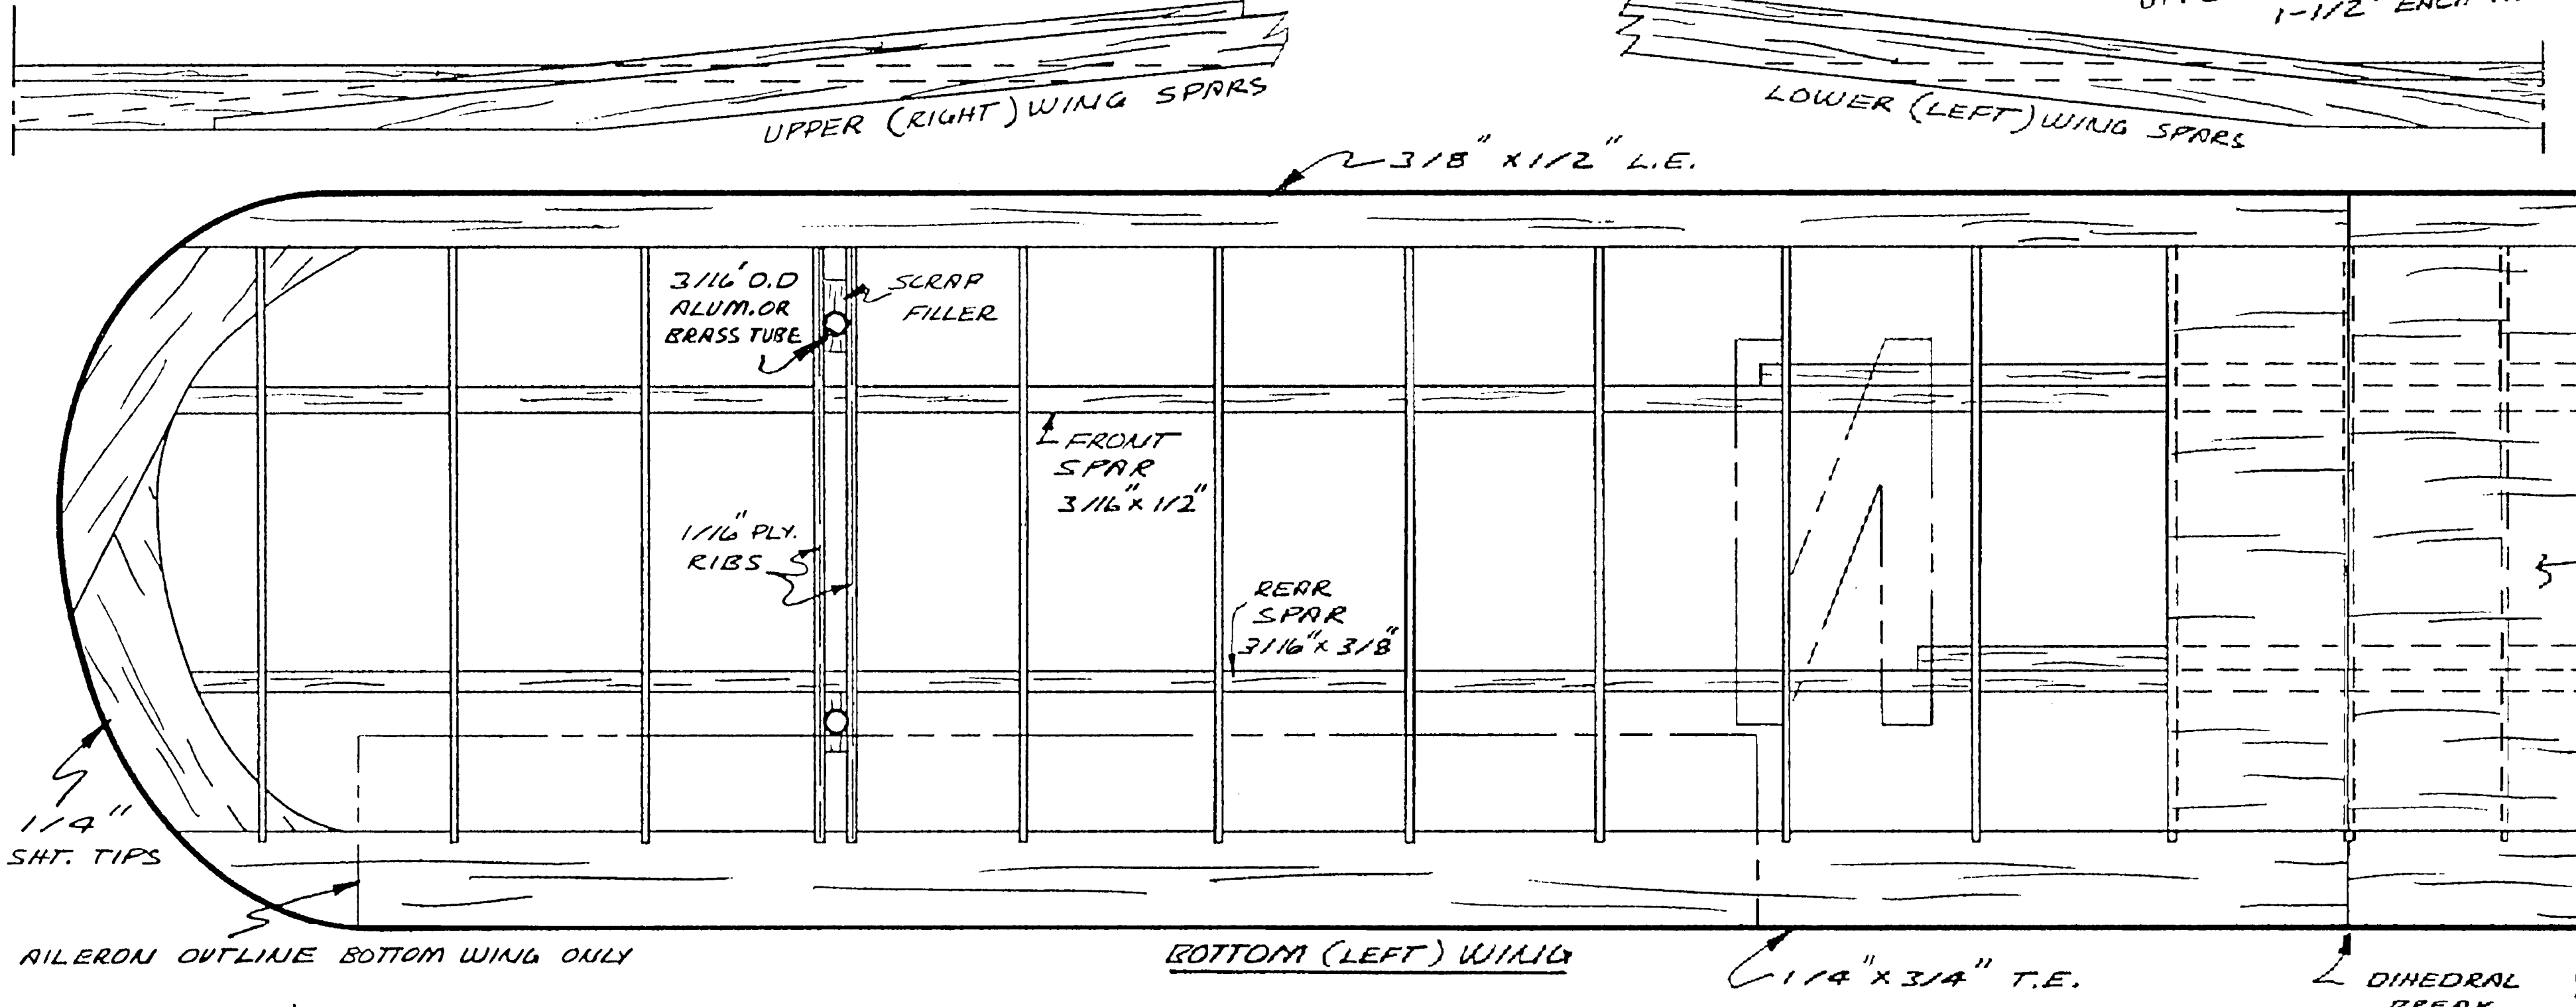 1-1/2"
UPPER (RIGHT) WING SPARS
LOWER (LEFT) WING SPARS
3/8" X 1/2" L.E.
3/16" O.D
ALUM. OR
BRASS TUBE
SCRAP
FILLER
FRONT
SPAR
3/16" X 1/2"
1/16" PLY.
RIBS
REAR
SPAR
3/16" X 3/8"
N
1/4"
SHT. TIPS
AILERON OUTLINE BOTTOM WING ONLY
BOTTOM (LEFT) WING
1/4" X 3/4" T.E.
DIHEDRAL
BREAK